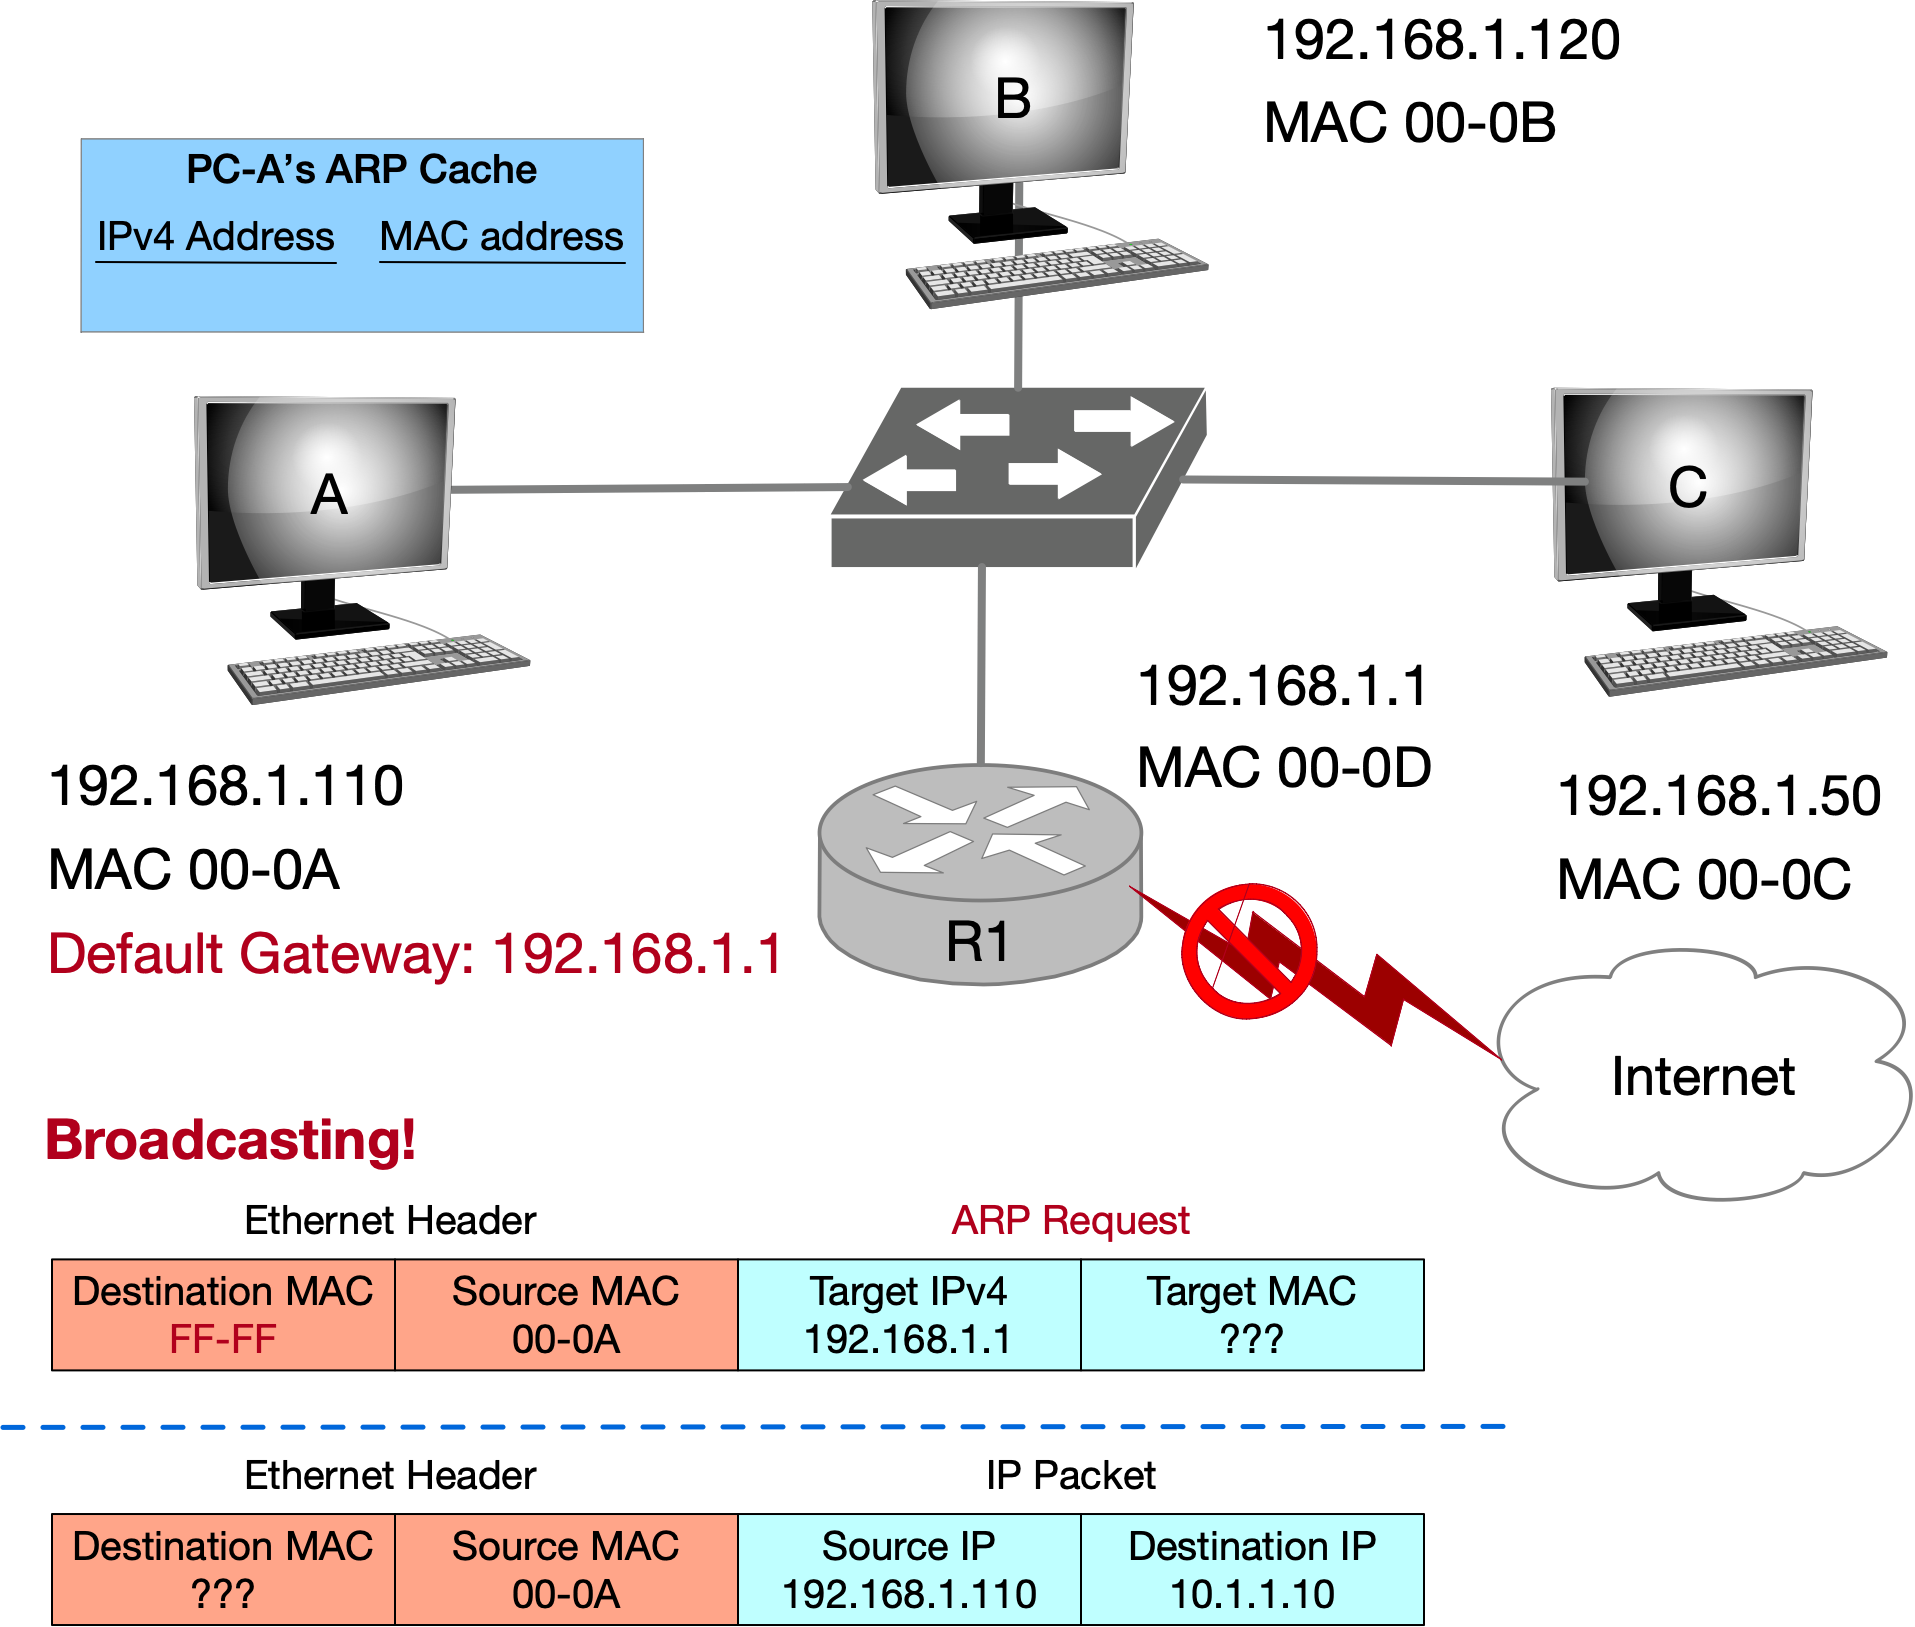 B
192.168.1.120
MAC 00-0B
PC-A’s ARP Cache
IPv4 Address MAC address
A
C
192.168.1.1
MAC 00-0D
192.168.1.110
MAC 00-0A
Default Gateway: 192.168.1.1
192.168.1.50
MAC 00-0C
R1
Internet
Broadcasting!
Ethernet Header ARP Request
Destination MAC Source MAC Target IPv4 Target MAC
FF-FF 00-0A 192.168.1.1 ???
Ethernet Header IP Packet
Destination MAC Source MAC Source IP Destination IP
??? 00-0A 192.168.1.110 10.1.1.10